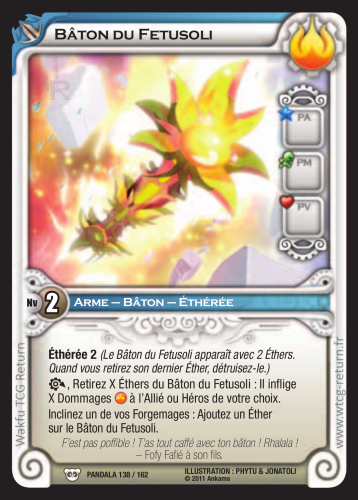 Bâton du Fetusoli
PA
PM
PV
Nv 2 Arme – Bâton – Éthérée
Éthérée 2 (Le Bâton du Fetusoli apparaît avec 2 Éthers.
Quand vous retirez son dernier Éther, détruisez-le.)
, Retirez X Éthers du Bâton du Fetusoli : Il inflige
X Dommages à l'Allié ou Héros de votre choix.
Inclinez un de vos Forgemages : Ajoutez un Éther
sur le Bâton du Fetusoli.
C'est pas poffible ! T'as tout caffé avec ton bâton ! Rhalala !
– Fofy Fafié à son fils.
PANDALA 138 / 162
ILLUSTRATION : PHYTU & JONATOLI
© 2011 Ankama
Wakfu TCG Return
www.wtcg-return.fr